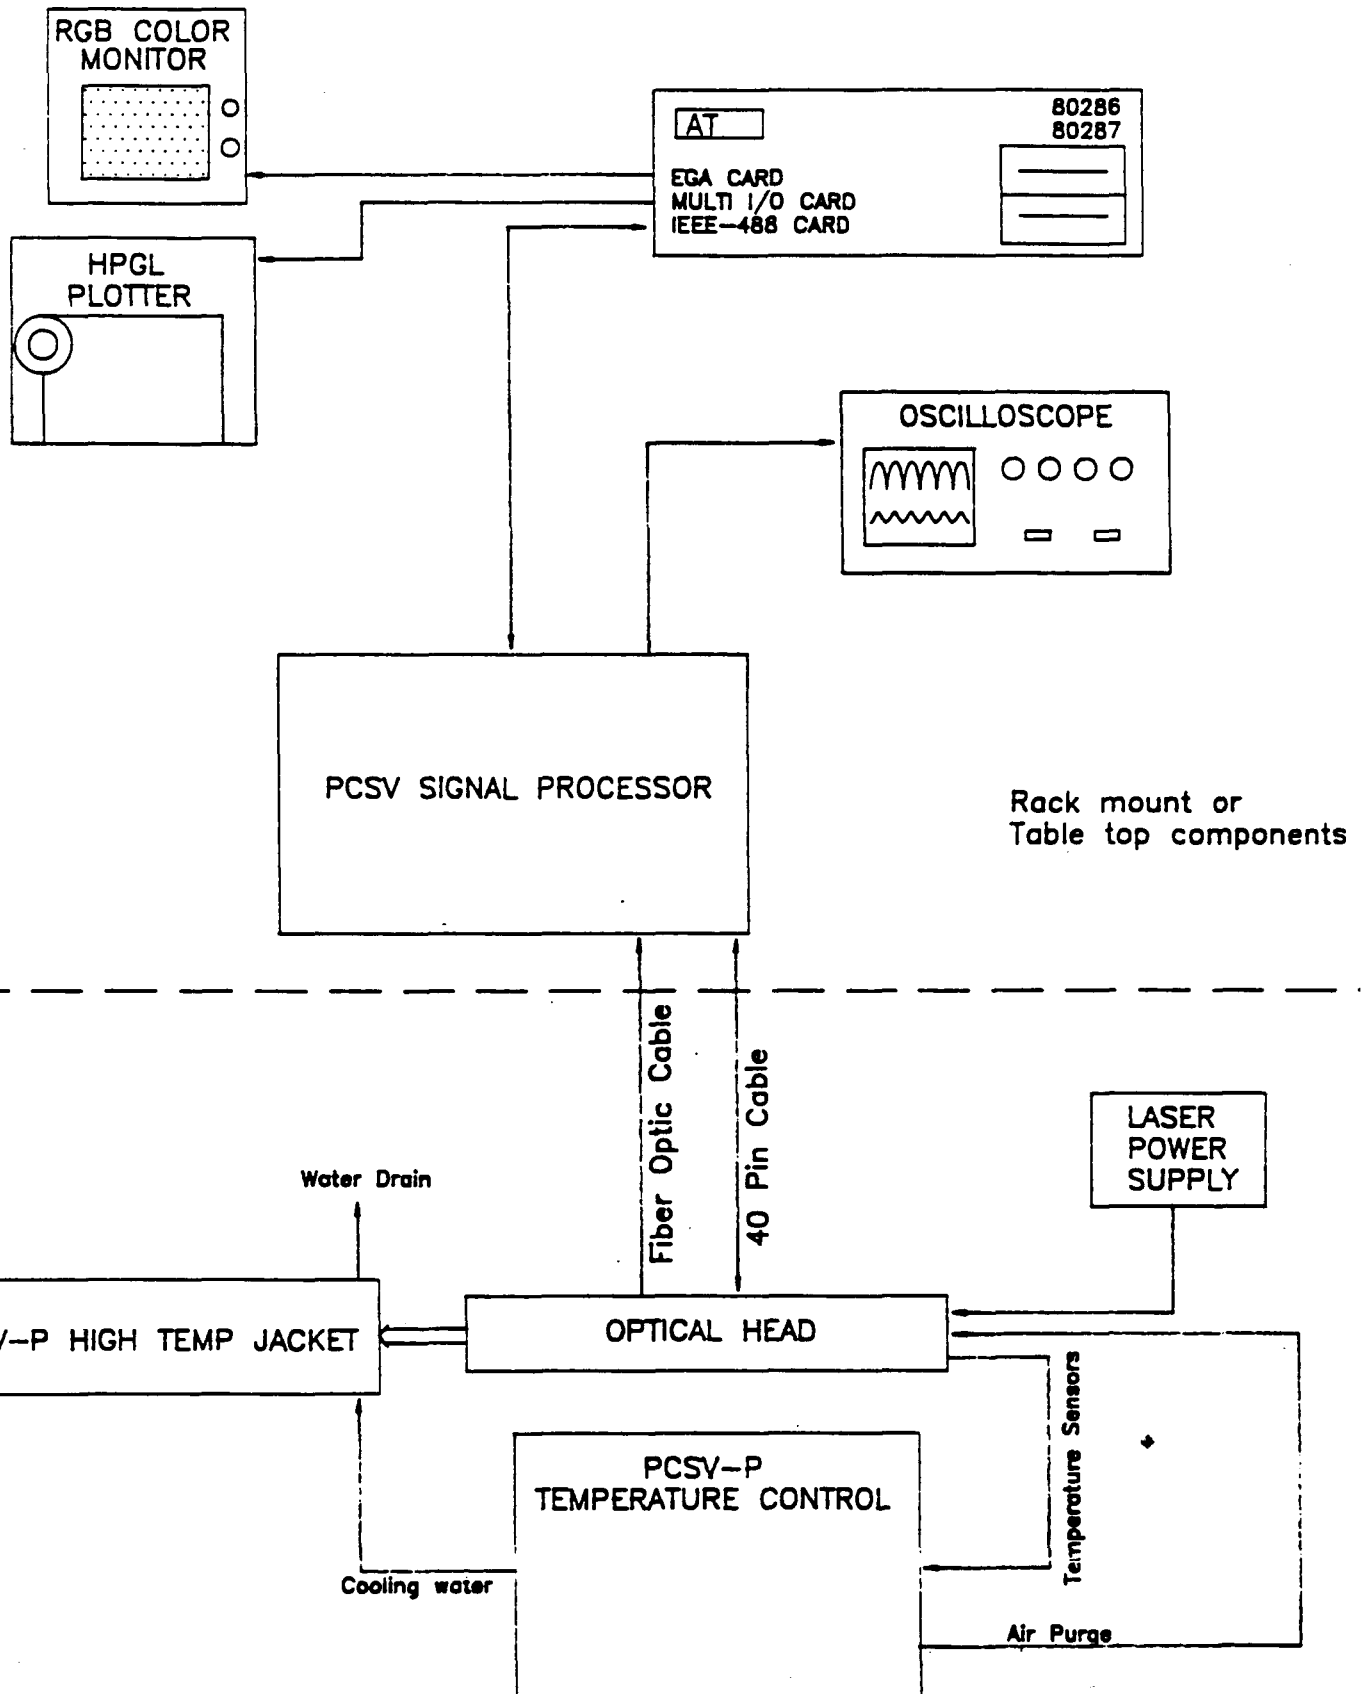 RGB COLOR
MONITOR
AT
80286
80287
EGA CARD
MULTI I/O CARD
IEEE-488 CARD
HPGL
PLOTTER
OSCILLOSCOPE
PCSV SIGNAL PROCESSOR
Rack mount or
Table top components
Fiber Optic Cable
40 Pin Cable
LASER
POWER
SUPPLY
Water Drain
V-P HIGH TEMP JACKET
OPTICAL HEAD
Temperature Sensors
PCSV-P
TEMPERATURE CONTROL
Cooling water
Air Purge